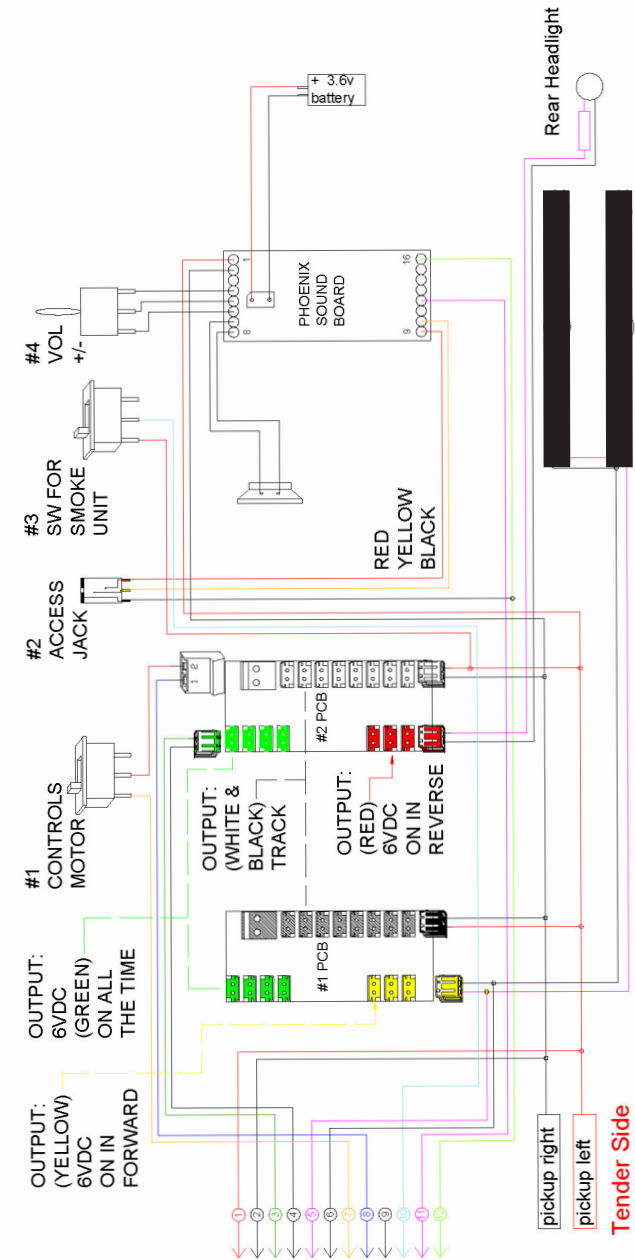 OUTPUT:
(YELLOW)
6VDC
ON IN
FORWARD
OUTPUT:
6VDC
(GREEN)
ON ALL
THE TIME
#1
CONTROLS
MOTOR
#2
ACCESS
JACK
#3
SW FOR
SMOKE
UNIT
#4
VOL
+/-
+ 3.6v
battery
1 2
OUTPUT:
(WHITE &
BLACK)
TRACK
OUTPUT:
(RED)
6VDC
ON IN
REVERSE
#1 PCB
#2 PCB
RED
YELLOW
BLACK
8
1
PHOENIX
SOUND
BOARD
9
16
Rear Headlight
1
2
3
4
5
6
7
8
9
10
11
12
pickup right
pickup left
Tender Side